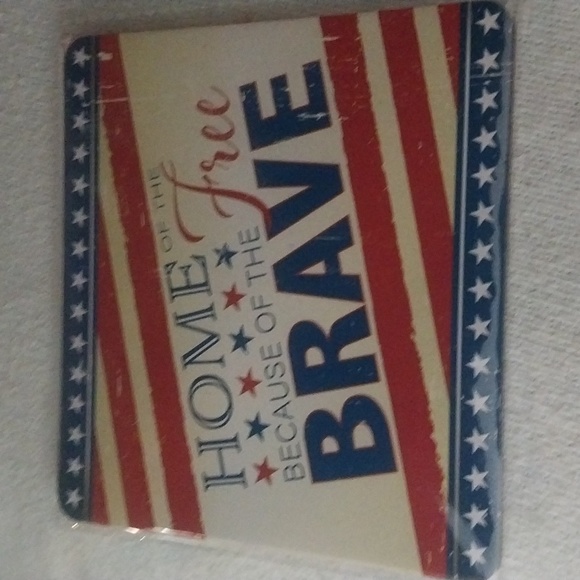 HOME OF THE Free
BECAUSE OF THE
BRAVE